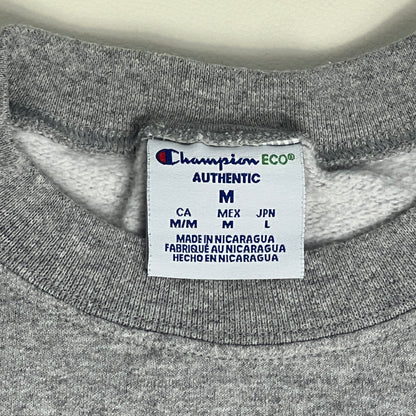 Champion ECO®
AUTHENTIC
M
CA MEX JPN
M/M M L
MADE IN NICARAGUA
FABRIQUÉ AU NICARAGUA
HECHO EN NICARAGUA